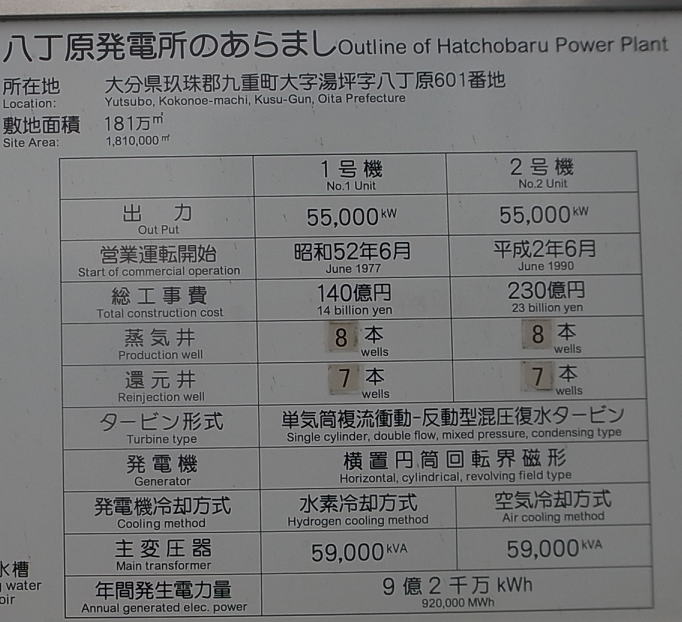 八丁原発電所のあらましOutline of Hatchobaru Power Plant
所在地 大分県玖珠郡九重町大字湯坪字八丁原601番地
Location: Yutsubo, Kokonoe-machi, Kusu-Gun, Oita Prefecture
敷地面積 181万㎡
Site Area: 1,810,000㎡
1号機 2号機
No.1 Unit No.2 Unit
出力 55,000kW 55,000kW
Out Put
営業運転開始 昭和52年6月 平成2年6月
Start of commercial operation June 1977 June 1990
総工事費 140億円 230億円
Total construction cost 14 billion yen 23 billion yen
蒸気井 8本 8本
Production well wells wells
還元井 7本 7本
Reinjection well wells wells
タービン形式 単気筒複流衝動-反動型混圧復水タービン
Turbine type Single cylinder, double flow, mixed pressure, condensing type
発電機 横置円筒回転界磁形
Generator Horizontal, cylindrical, revolving field type
発電機冷却方式 水素冷却方式 空気冷却方式
Cooling method Hydrogen cooling method Air cooling method
主変圧器 59,000kVA 59,000kVA
Main transformer
年間発生電力量 9億2千万kWh
Annual generated elec. power 920,000 MWh
水槽
water
oir